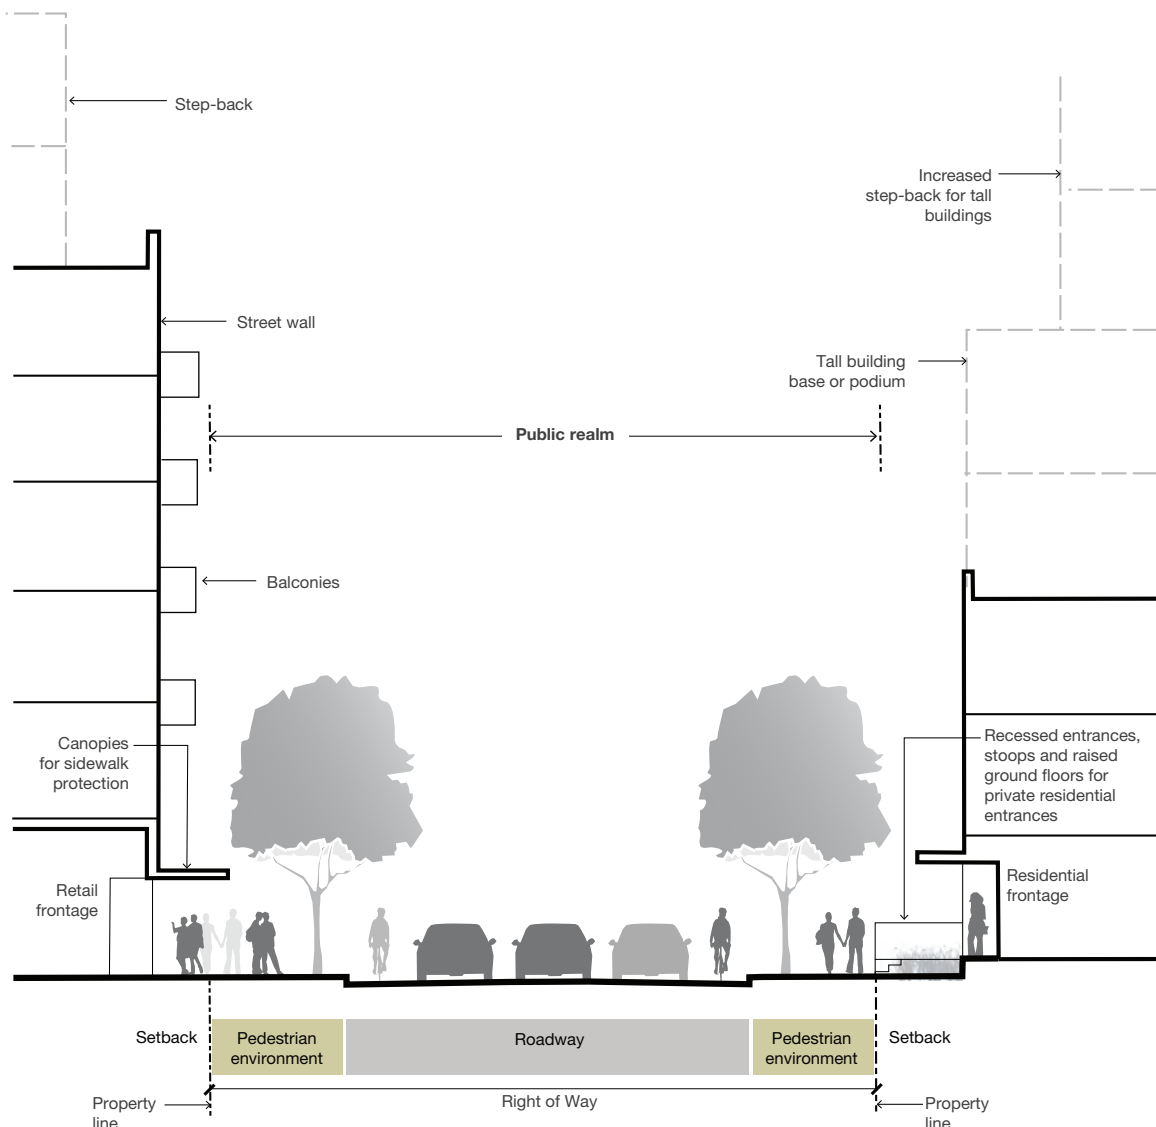 Step-back
Increased
step-back for tall
buildings
Street wall
Tall building
base or podium
Public realm
Balconies
Canopies
for sidewalk
protection
Recessed entrances,
stoops and raised
ground floors for
private residential
entrances
Retail
frontage
Residential
frontage
Setback
Pedestrian
environment
Roadway
Pedestrian
environment
Setback
Right of Way
Property
line
Property
line